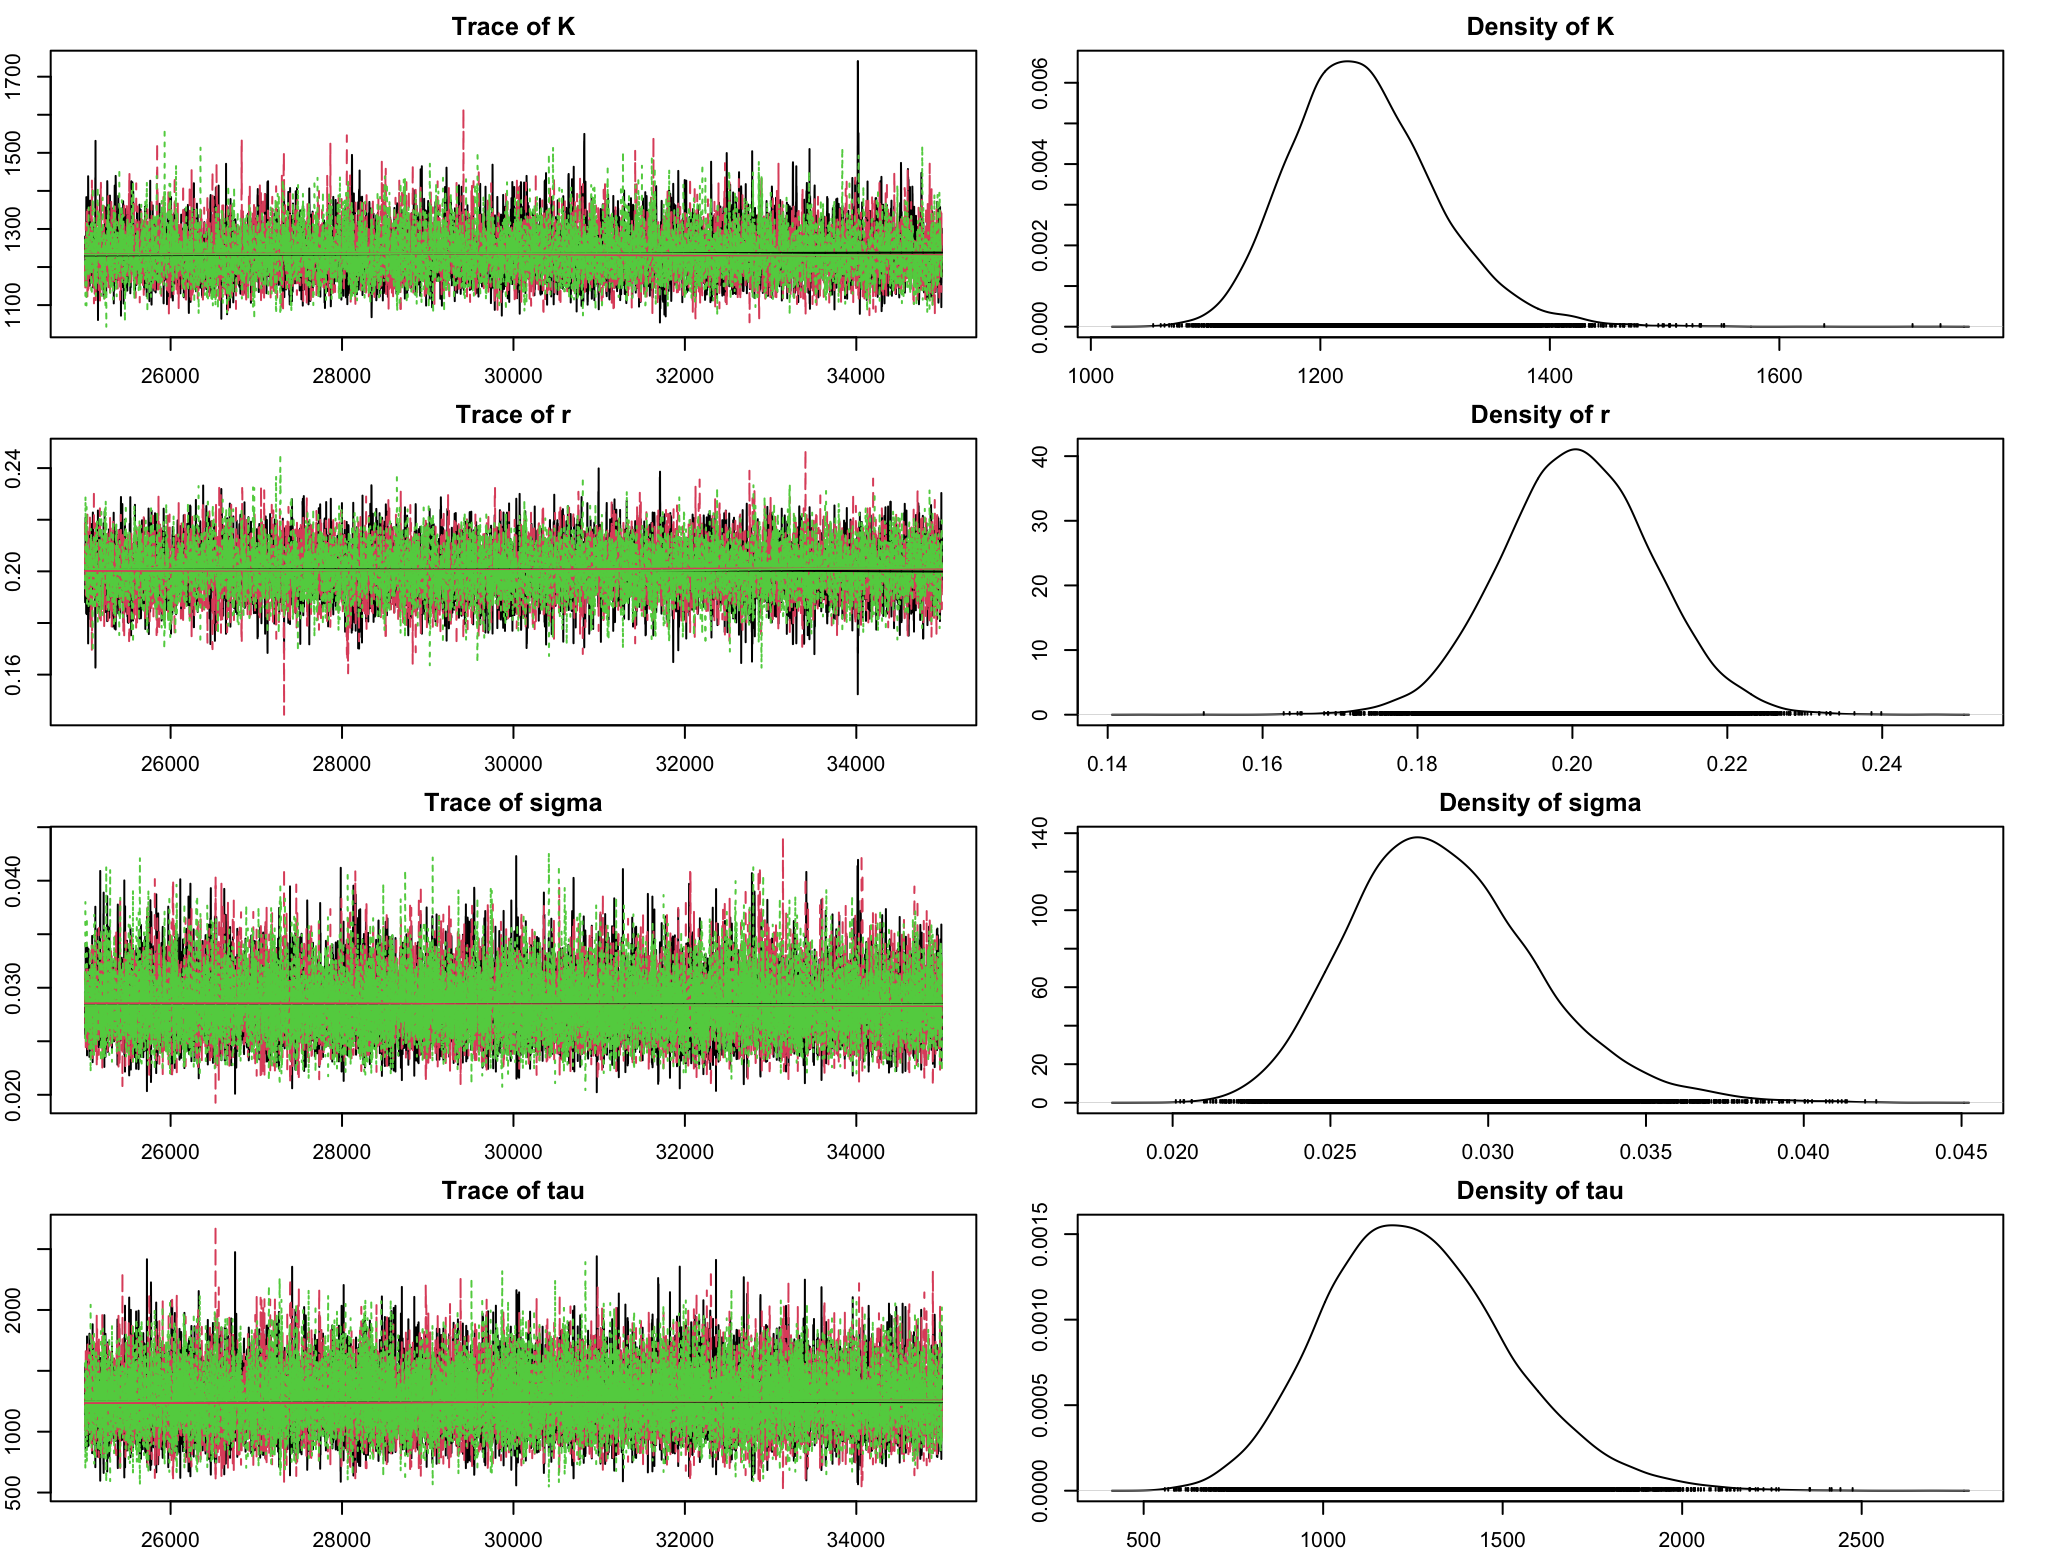 Trace of K
1100 1300 1500 1700
26000 28000 30000 32000 34000
Density of K
0.000 0.002 0.004 0.006
1000 1200 1400 1600
Trace of r
0.16 0.20 0.24
26000 28000 30000 32000 34000
Density of r
0 10 20 30 40
0.14 0.16 0.18 0.20 0.22 0.24
Trace of sigma
0.020 0.030 0.040
26000 28000 30000 32000 34000
Density of sigma
0 20 60 100 140
0.020 0.025 0.030 0.035 0.040 0.045
Trace of tau
500 1000 2000
26000 28000 30000 32000 34000
Density of tau
0.0000 0.0005 0.0010 0.0015
500 1000 1500 2000 2500